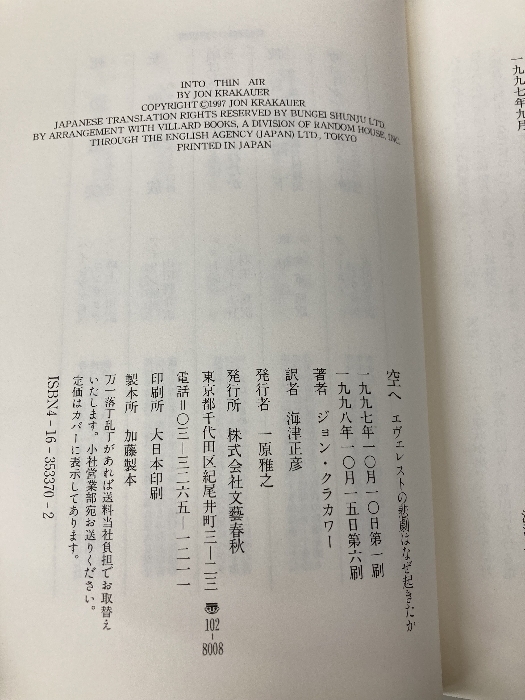 INTO THIN AIR
BY JON KRAKAUER
COPYRIGHT ©1997 JON KRAKAUER
JAPANESE TRANSLATION RIGHTS RESERVED BY BUNGEI SHUNJU LTD.
BY ARRANGEMENT WITH VILLARD BOOKS, A DIVISION OF RANDOM HOUSE, INC.
THROUGH THE ENGLISH AGENCY (JAPAN) LTD., TOKYO
PRINTED IN JAPAN
一九九七年九月
空へ エヴェレストの悲劇はなぜ起きたか
一九九七年一〇月一〇日第一刷
一九九八年一〇月一五日第六刷
著者 ジョン・クラカワー
訳者 海津正彦
発行者 一原雅之
発行所 株式会社文藝春秋
東京都千代田区紀尾井町三―二三 〠102-8008
電話＝〇三―三二六五―一二一一
印刷所 大日本印刷
製本所 加藤製本
万一落丁乱丁があれば送料当社負担でお取替え
いたします。小社営業部宛お送りください。
定価はカバーに表示してあります。
ISBN4-16-353370-2